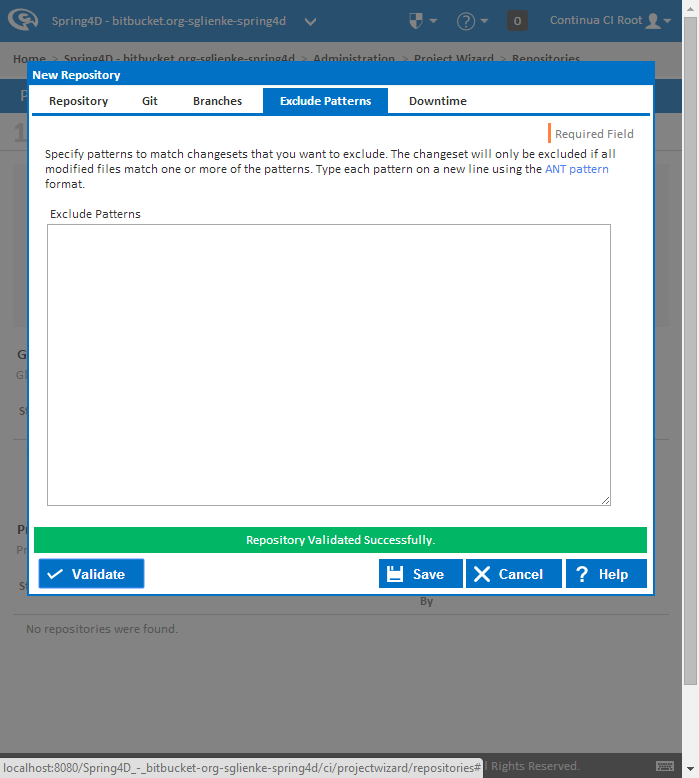 Spring4D - bitbucket.org-sglienke-spring4d
0
Continua CI Root
Home > Spring4D - bitbucket.org-sglienke-spring4d > Administration > Project Wizard > Repositories
New Repository
Repository Git Branches Exclude Patterns Downtime
Required Field
Specify patterns to match changesets that you want to exclude. The changeset will only be excluded if all
modified files match one or more of the patterns. Type each pattern on a new line using the ANT pattern
format.
Exclude Patterns
Repository Validated Successfully.
Validate Save Cancel ? Help
By
No repositories were found.
localhost:8080/Spring4D_-_bitbucket-org-sglienke-spring4d/ci/projectwizard/repositories#
l Rights Reserved.